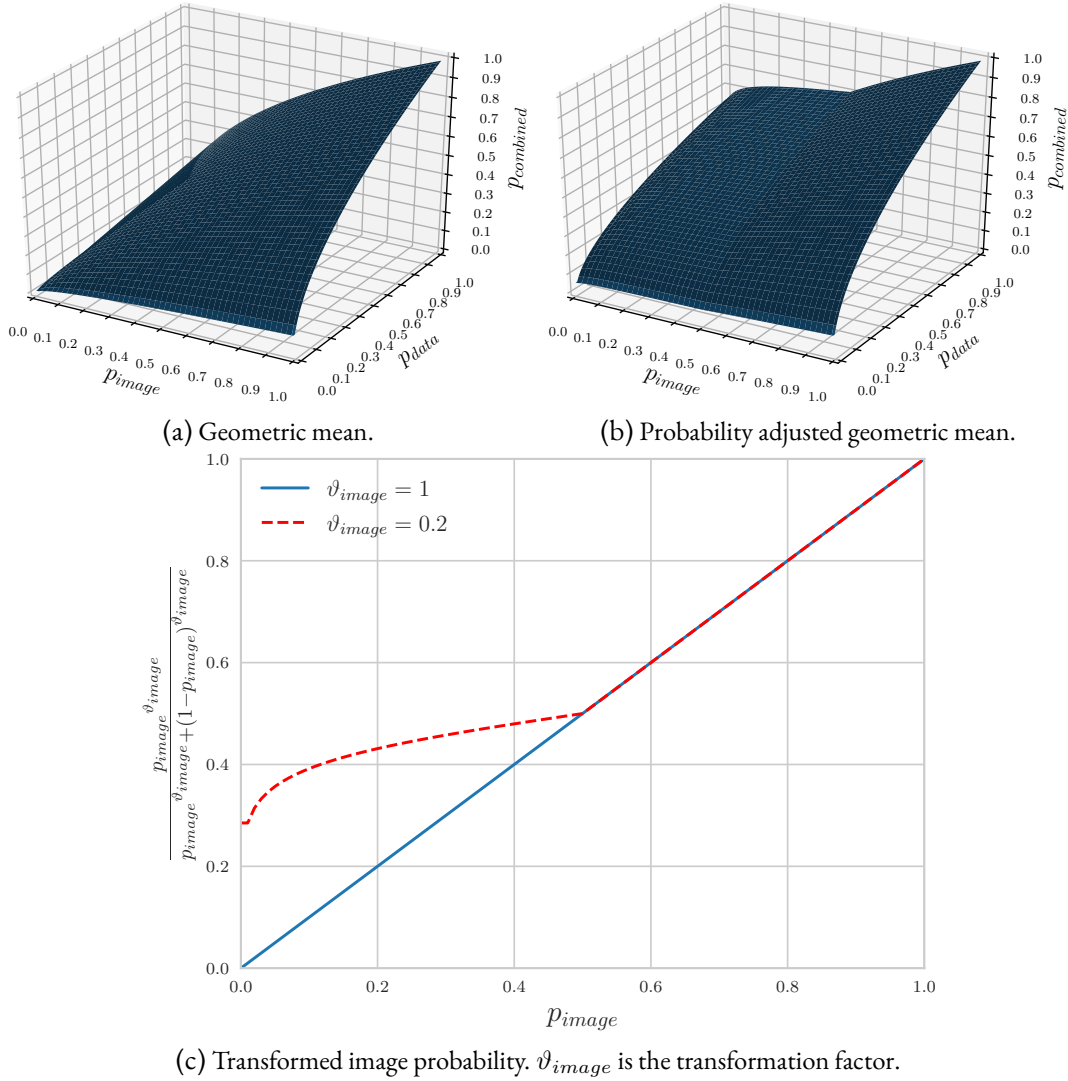 1.0
0.9
0.8
0.7
0.6
0.5
0.4
0.3
0.2
0.1
0.0
p_combined
0.0 0.1 0.2 0.3 0.4 0.5 0.6 0.7 0.8 0.9 1.0
p_image
0.0 0.1 0.2 0.3 0.4 0.5 0.6 0.7 0.8 0.9 1.0
p_data
(a) Geometric mean.
1.0
0.9
0.8
0.7
0.6
0.5
0.4
0.3
0.2
0.1
0.0
p_combined
0.0 0.1 0.2 0.3 0.4 0.5 0.6 0.7 0.8 0.9 1.0
p_image
0.0 0.1 0.2 0.3 0.4 0.5 0.6 0.7 0.8 0.9 1.0
p_data
(b) Probability adjusted geometric mean.
ϑ_image = 1
ϑ_image = 0.2
p_image^ϑ_image
p_image^ϑ_image+(1−p_image)^ϑ_image
1.0
0.8
0.6
0.4
0.2
0.0
0.0 0.2 0.4 0.6 0.8 1.0
p_image
(c) Transformed image probability. ϑ_image is the transformation factor.